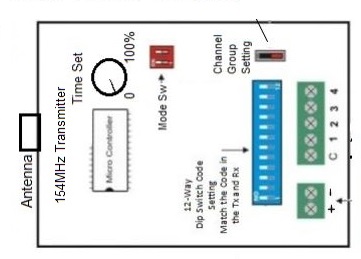 Antenna
154MHz Transmitter
Time Set
0
100%
Micro Controller
Mode Sw
Channel
Group
Setting
12-Way
Dip Switch Code
Setting
Match the Code in
the Tx and Rx
C 1 2 3 4
+ -